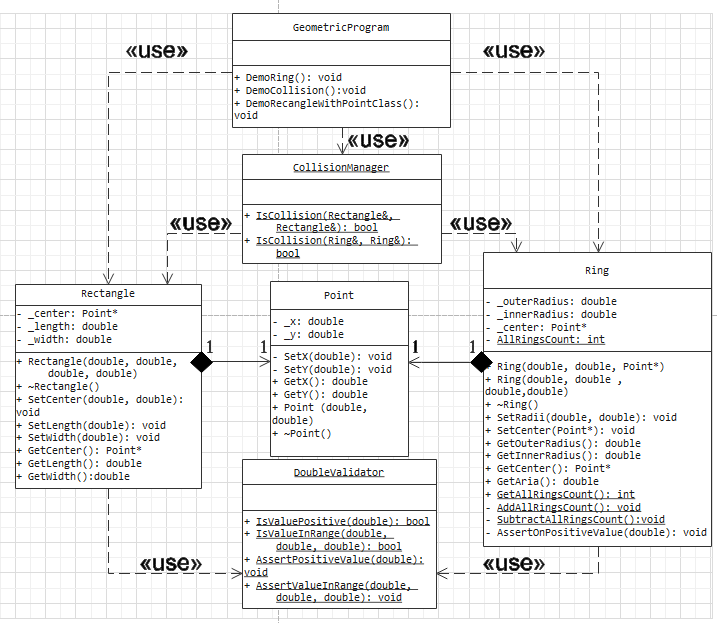 GeometricProgram
«use»
«use»
+ DemoRing(): void
+ DemoCollision():void
+ DemoRecangleWithPointClass():
void
«use»
CollisionManager
«use»
«use»
+ IsCollision(Rectangle&,
Rectangle&): bool
+ IsCollision(Ring&, Ring&):
bool
Rectangle
- _center: Point*
- _length: double
- _width: double
+ Rectangle(double, double,
double, double)
+ ~Rectangle()
+ SetCenter(double, double):
void
+ SetLength(double): void
+ SetWidth(double): void
+ GetCenter(): Point*
+ GetLength(): double
+ GetWidth():double
1
1
Point
- _x: double
- _y: double
- SetX(double): void
- SetY(double): void
+ GetX(): double
+ GetY(): double
+ Point (double,
double)
+ ~Point()
1
1
Ring
- _outerRadius: double
- _innerRadius: double
- _center: Point*
- AllRingsCount: int
Ring(double, double, Point*)
+ Ring(double, double ,
double,double)
+ ~Ring()
+ SetRadii(double, double): void
+ SetCenter(Point*): void
+ GetOuterRadius(): double
+ GetInnerRadius(): double
+ GetCenter(): Point*
+ GetAria(): double
+ GetAllRingsCount(): int
- AddAllRingsCount(): void
- SubtractAllRingsCount():void
- AssertOnPositiveValue(double): void
DoubleValidator
+ IsValuePositive(double): bool
+ IsValueInRange(double,
double, double): bool
+ AssertPositiveValue(double):
void
+ AssertValueInRange(double,
double, double): void
«use»
«use»